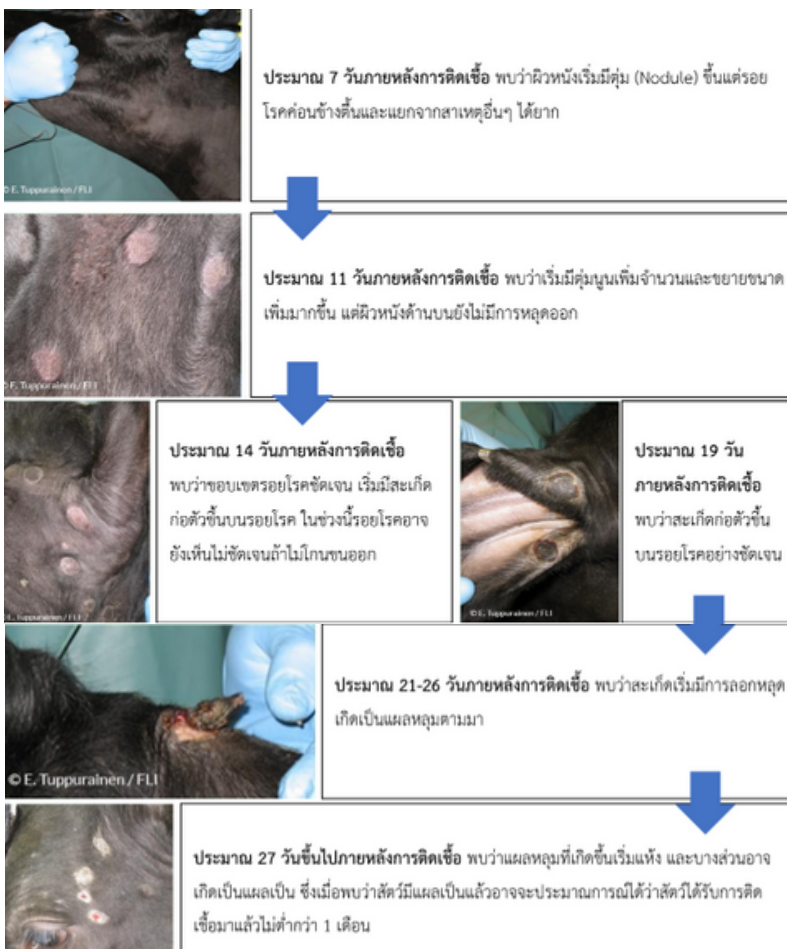 ประมาณ 7 วันภายหลังการติดเชื้อ พบว่าผิวหนังเริ่มมีตุ่ม (Nodule) ขึ้นแต่รอย
โรคค่อนข้างตื้นและแยกจากสาเหตุอื่นๆ ได้ยาก
© E. Tuppurainen / FLI
ประมาณ 11 วันภายหลังการติดเชื้อ พบว่าเริ่มมีตุ่มนูนเพิ่มจำนวนและขยายขนาด
เพิ่มมากขึ้น แต่ผิวหนังด้านบนยังไม่มีการหลุดออก
© E. Tuppurainen / FLI
ประมาณ 14 วันภายหลังการติดเชื้อ
พบว่าขอบเขตรอยโรคชัดเจน เริ่มมีสะเก็ด
ก่อตัวขึ้นบนรอยโรค ในช่วงนี้รอยโรคอาจ
ยังเห็นไม่ชัดเจนถ้าไม่โกนขนออก
© E. Tuppurainen / FLI
ประมาณ 19 วัน
ภายหลังการติดเชื้อ
พบว่าสะเก็ดก่อตัวขึ้น
บนรอยโรคอย่างชัดเจน
© E. Tuppurainen / FLI
ประมาณ 21-26 วันภายหลังการติดเชื้อ พบว่าสะเก็ดเริ่มมีการลอกหลุด
เกิดเป็นแผลหลุมตามมา
© E. Tuppurainen / FLI
ประมาณ 27 วันขึ้นไปภายหลังการติดเชื้อ พบว่าแผลหลุมที่เกิดขึ้นเริ่มแห้ง และบางส่วนอาจ
เกิดเป็นแผลเป็น ซึ่งเมื่อพบว่าสัตว์มีแผลเป็นแล้วอาจจะประมาณการณ์ได้ว่าสัตว์ได้รับการติด
เชื้อมาแล้วไม่ต่ำกว่า 1 เดือน